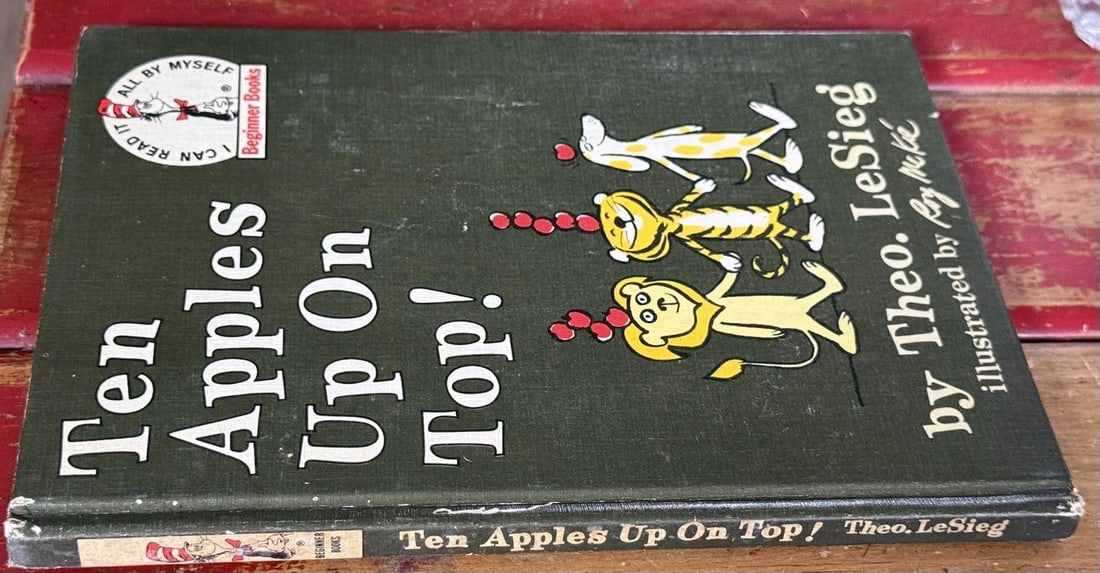 I CAN READ IT ALL BY MYSELF
®
Beginner Books
Ten
Apples
Up On
Top!
by Theo. LeSieg
illustrated by Roy McKié
®
BEGINNER
BOOKS
Ten Apples Up On Top! Theo. LeSieg